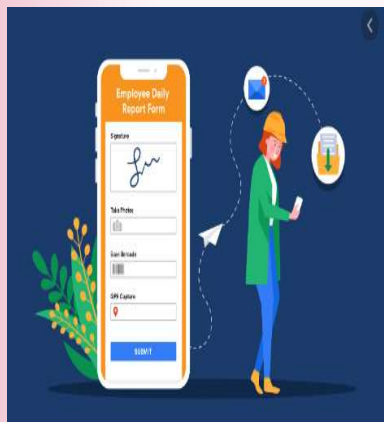 Employee Daily
Report Form
Signature
Take Photos
Scan Barcode
GPS Capture
SUBMIT